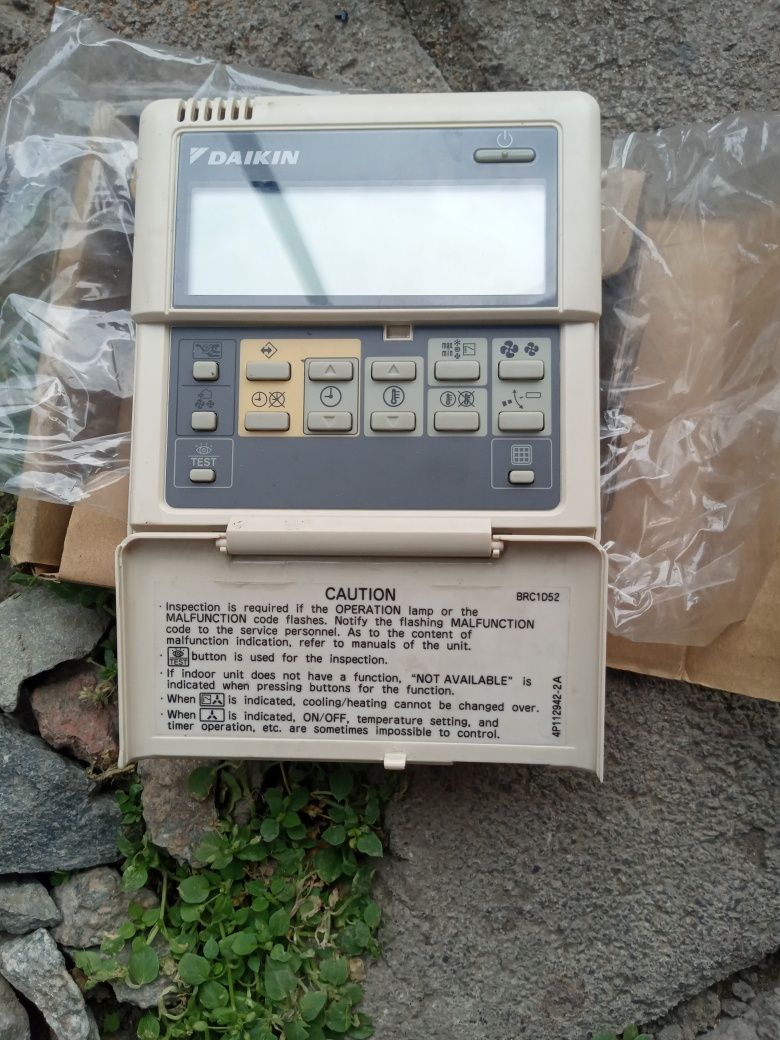 DAIKIN
max
min
TEST
CAUTION
BRC1D52
· Inspection is required if the OPERATION lamp or the
MALFUNCTION code flashes. Notify the flashing MALFUNCTION
code to the service personnel. As to the content of
malfunction indication, refer to manuals of the unit.
· TEST button is used for the inspection.
· If indoor unit does not have a function, "NOT AVAILABLE" is
indicated when pressing buttons for the function.
· When is indicated, cooling/heating cannot be changed over.
· When is indicated, ON/OFF, temperature setting, and
timer operation, etc. are sometimes impossible to control.
4P112942-2A